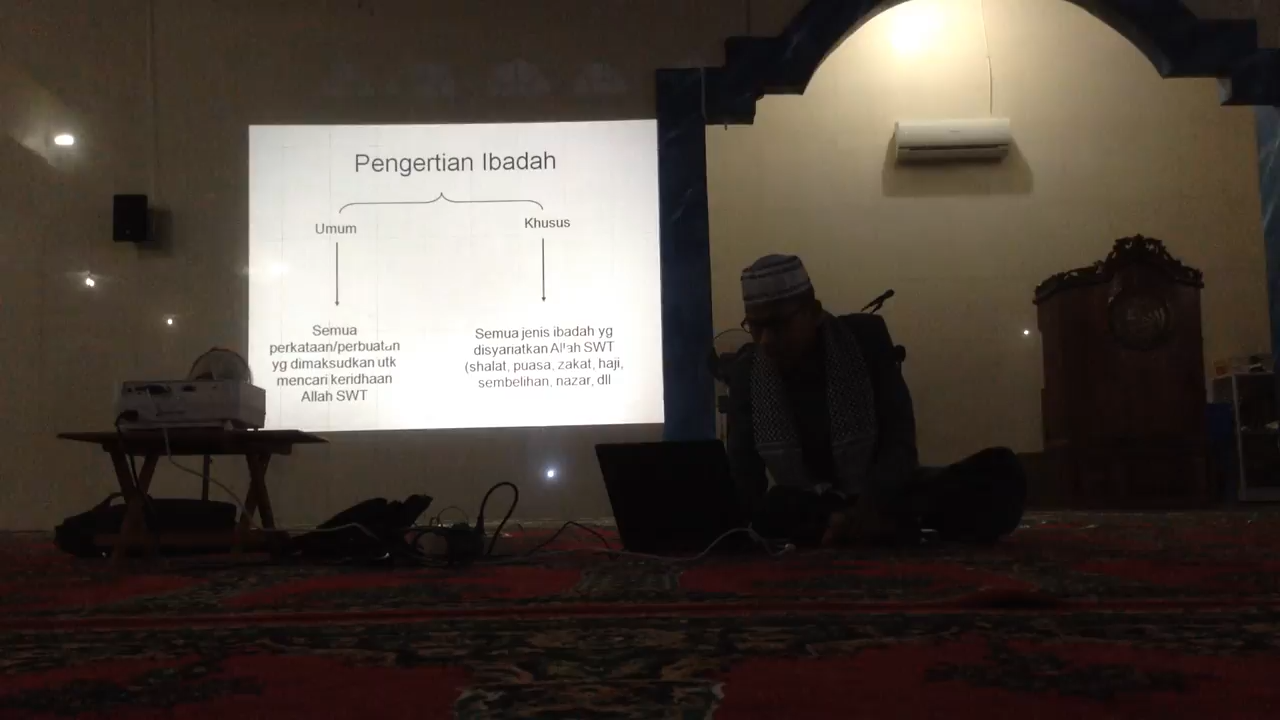 Pengertian Ibadah
Umum
Khusus
Semua
perkataan/perbuatan
yg dimaksudkan utk
mencari keridhaan
Allah SWT
Semua jenis ibadah yg
disyariatkan Allah SWT
(shalat, puasa, zakat, haji,
sembelihan, nazar, dll